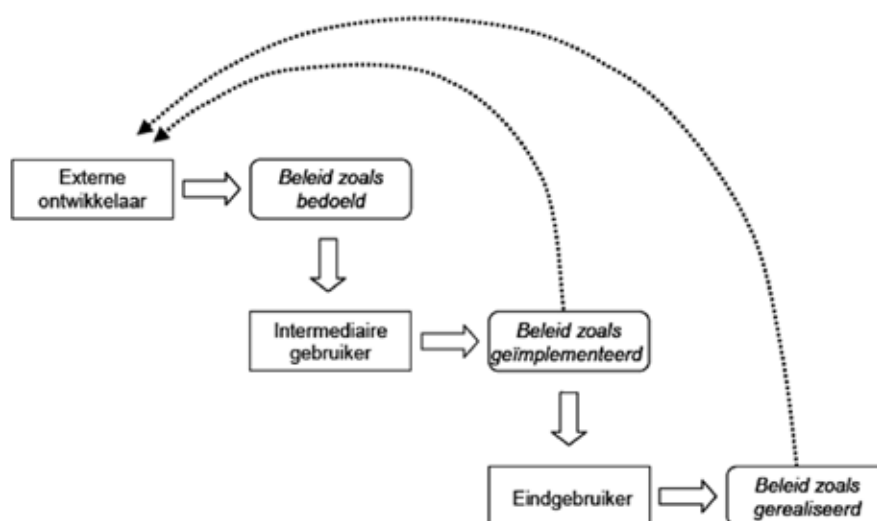 Externe
ontwikkelaar
Beleid zoals
bedoeld
Intermediaire
gebruiker
Beleid zoals
geïmplementeerd
Eindgebruiker
Beleid zoals
gerealiseerd